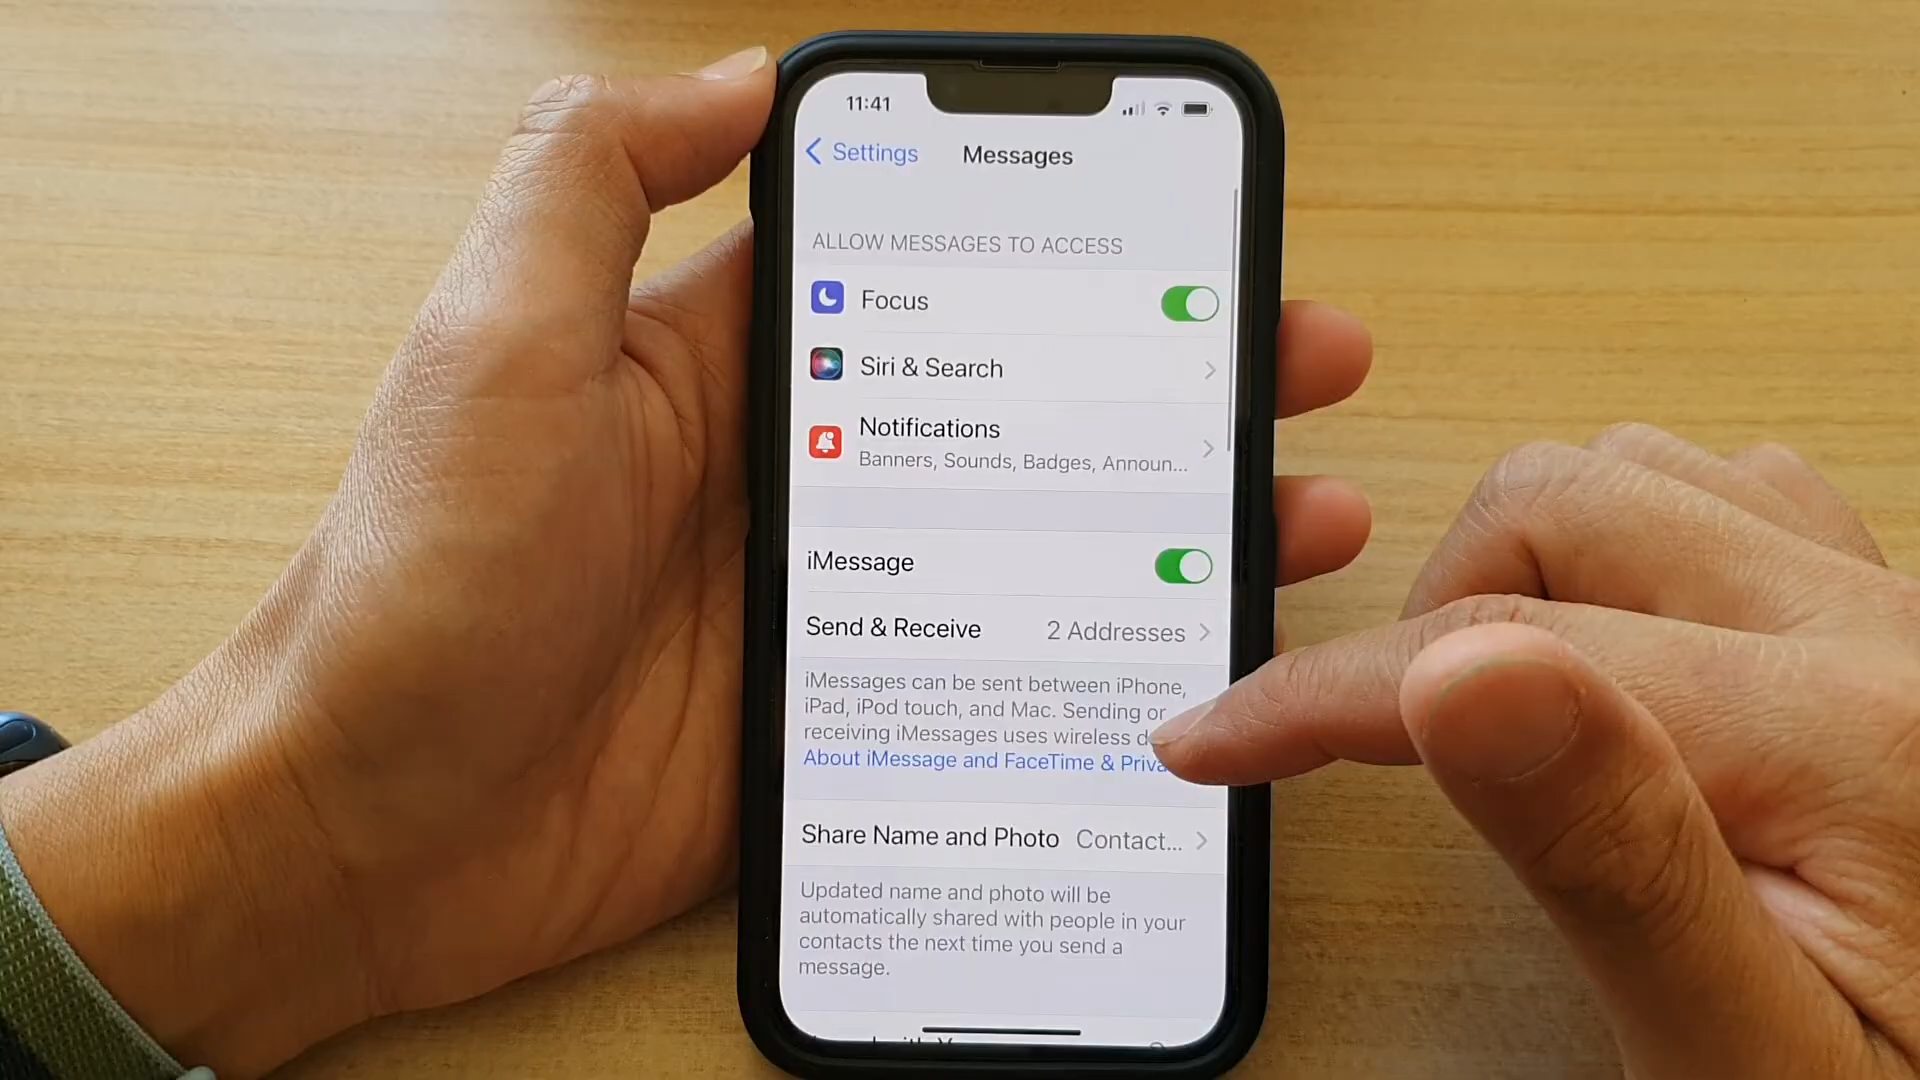 11:41
Settings
Messages
ALLOW MESSAGES TO ACCESS
Focus
Siri & Search
Notifications
Banners, Sounds, Badges, Announ...
iMessage
Send & Receive 2 Addresses
iMessages can be sent between iPhone,
iPad, iPod touch, and Mac. Sending or
receiving iMessages uses wireless
About iMessage and FaceTime &
Share Name and Photo Contact...
Updated name and photo will be
automatically shared with people in your
contacts the next time you send a
message.